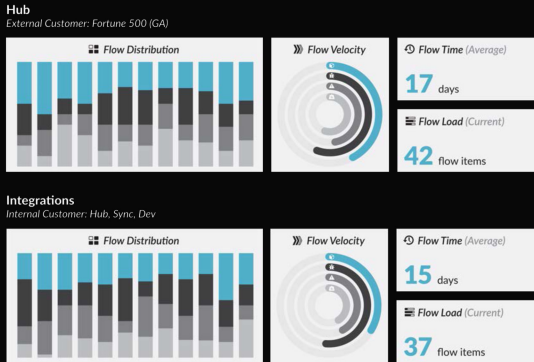 Hub
External Customer: Fortune 500 (GA)
Flow Distribution
Flow Velocity
Flow Time (Average)
17 days
Flow Load (Current)
42 flow items
Integrations
Internal Customer: Hub, Sync, Dev
Flow Distribution
Flow Velocity
Flow Time (Average)
15 days
Flow Load (Current)
37 flow items